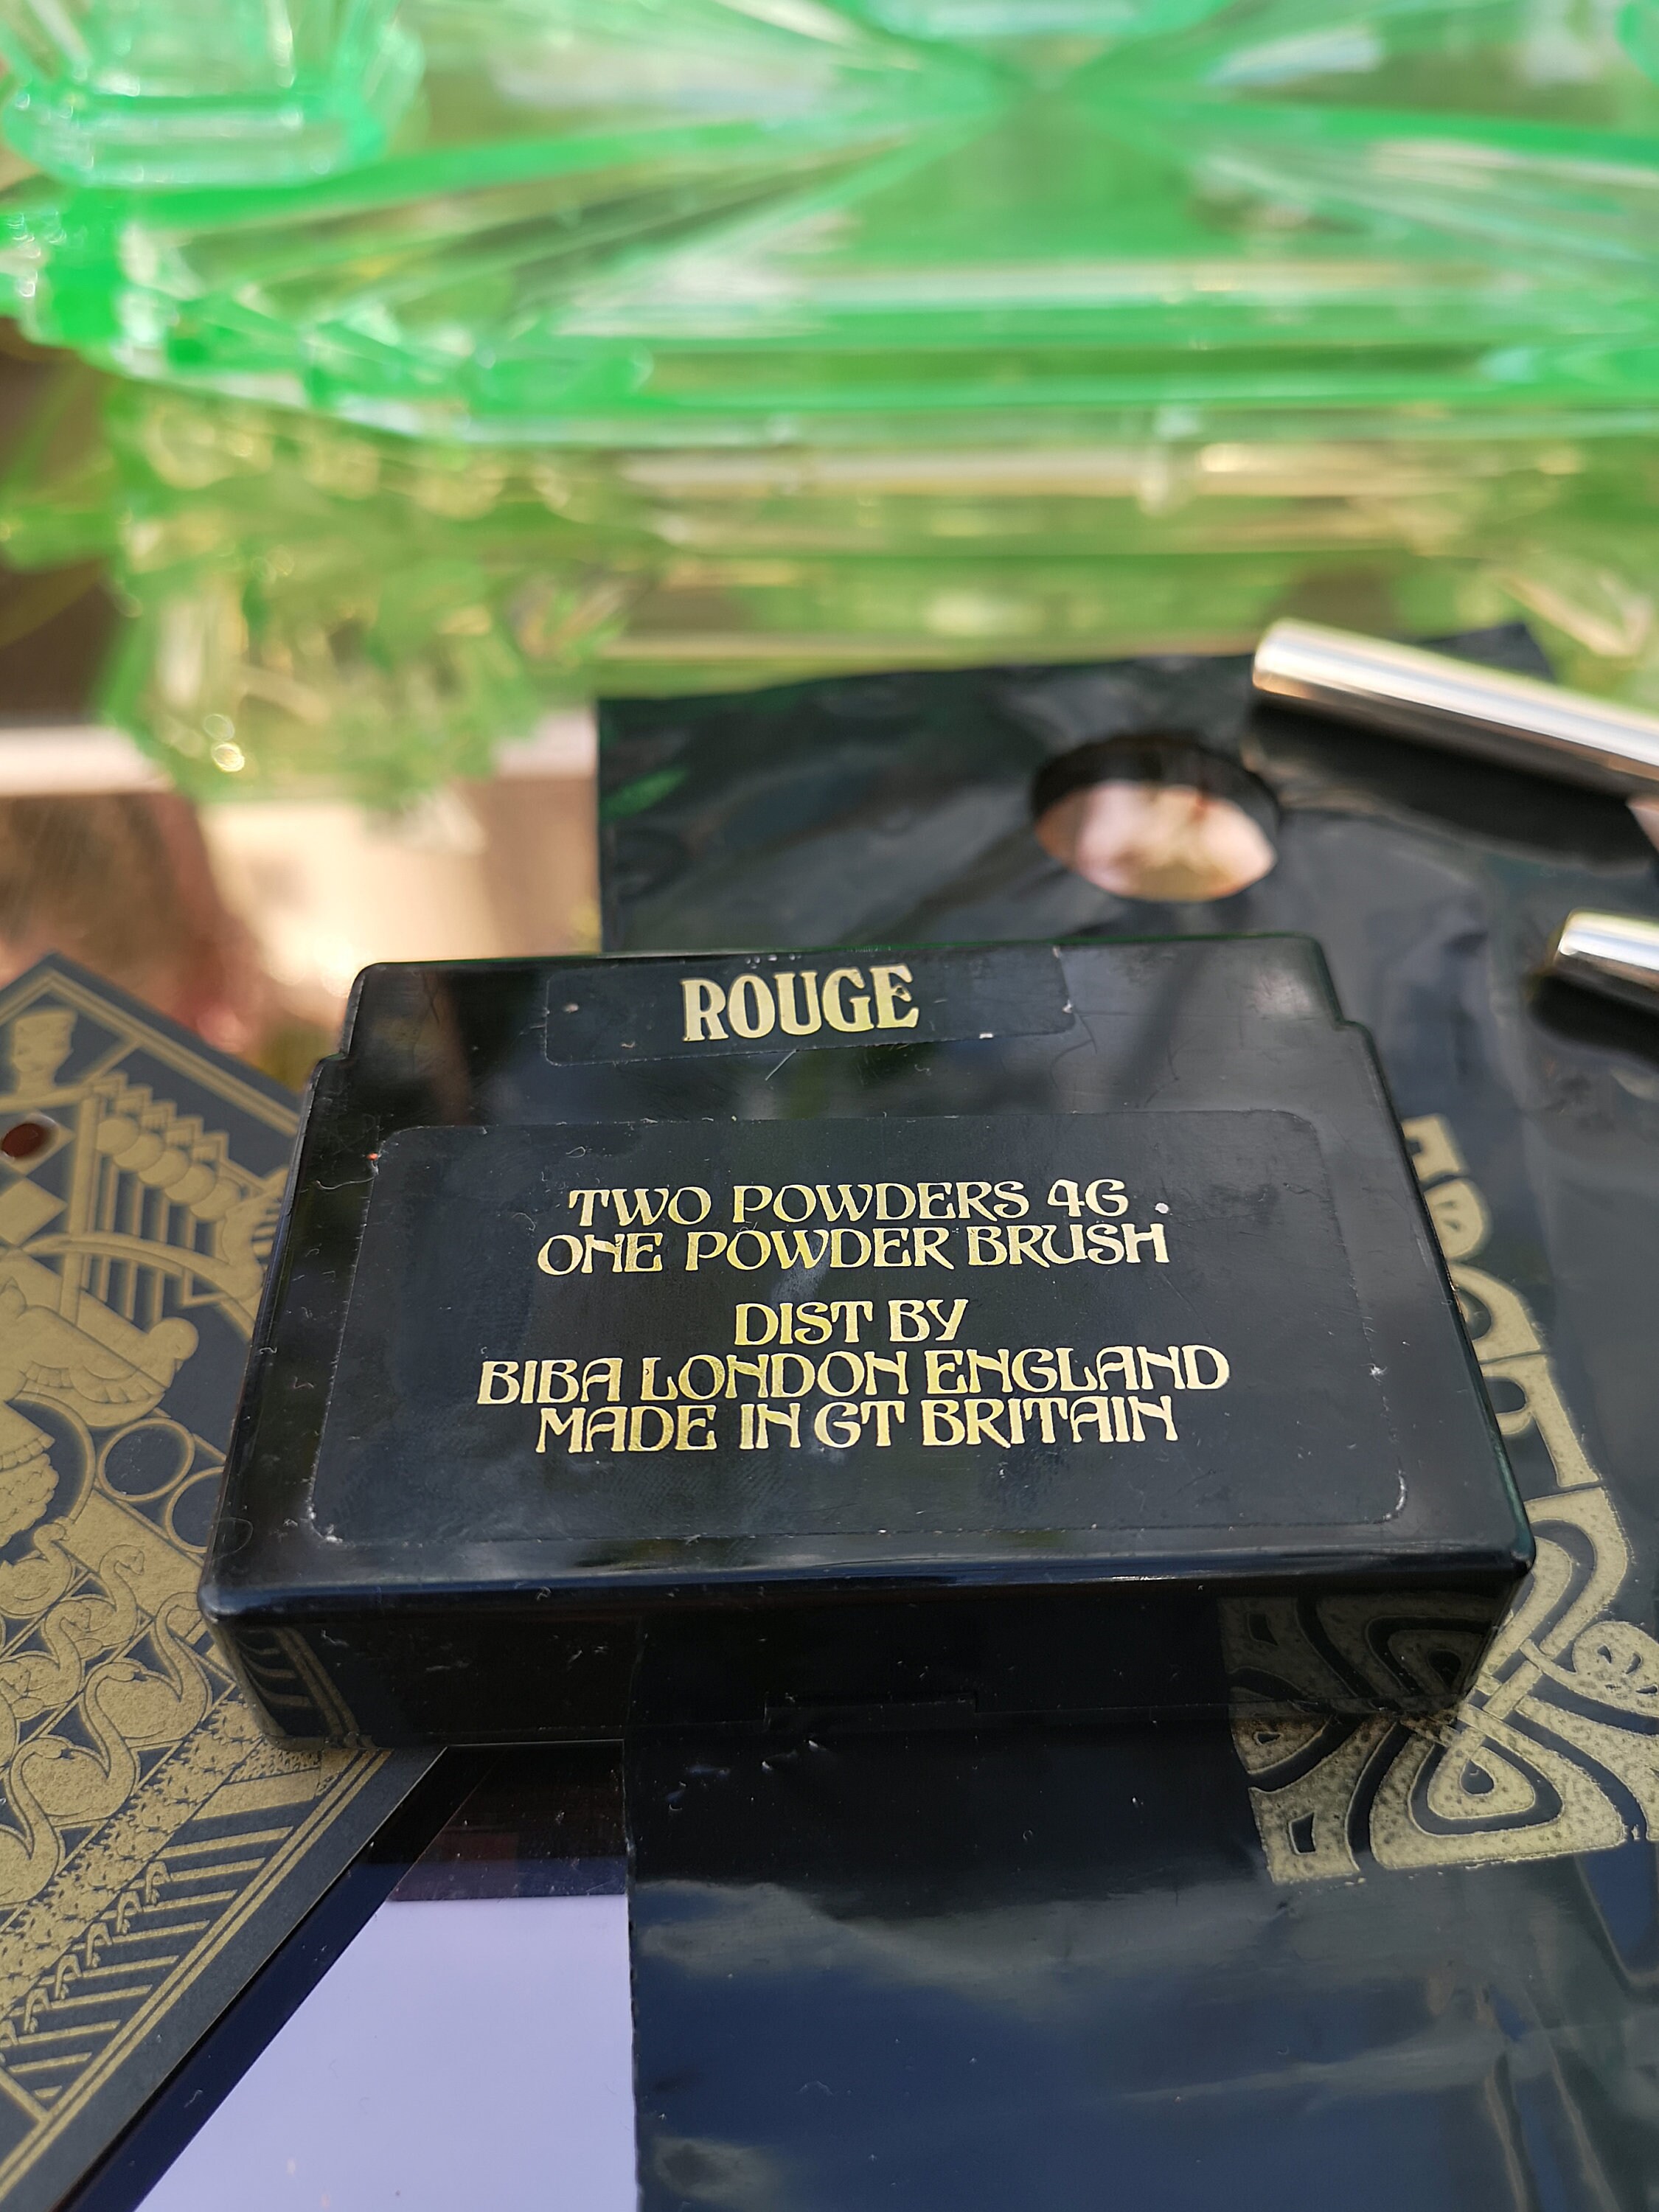 ROUGE
TWO POWDERS 4G
ONE POWDER BRUSH
DIST BY
BIBA LONDON ENGLAND
MADE IN GT BRITAIN